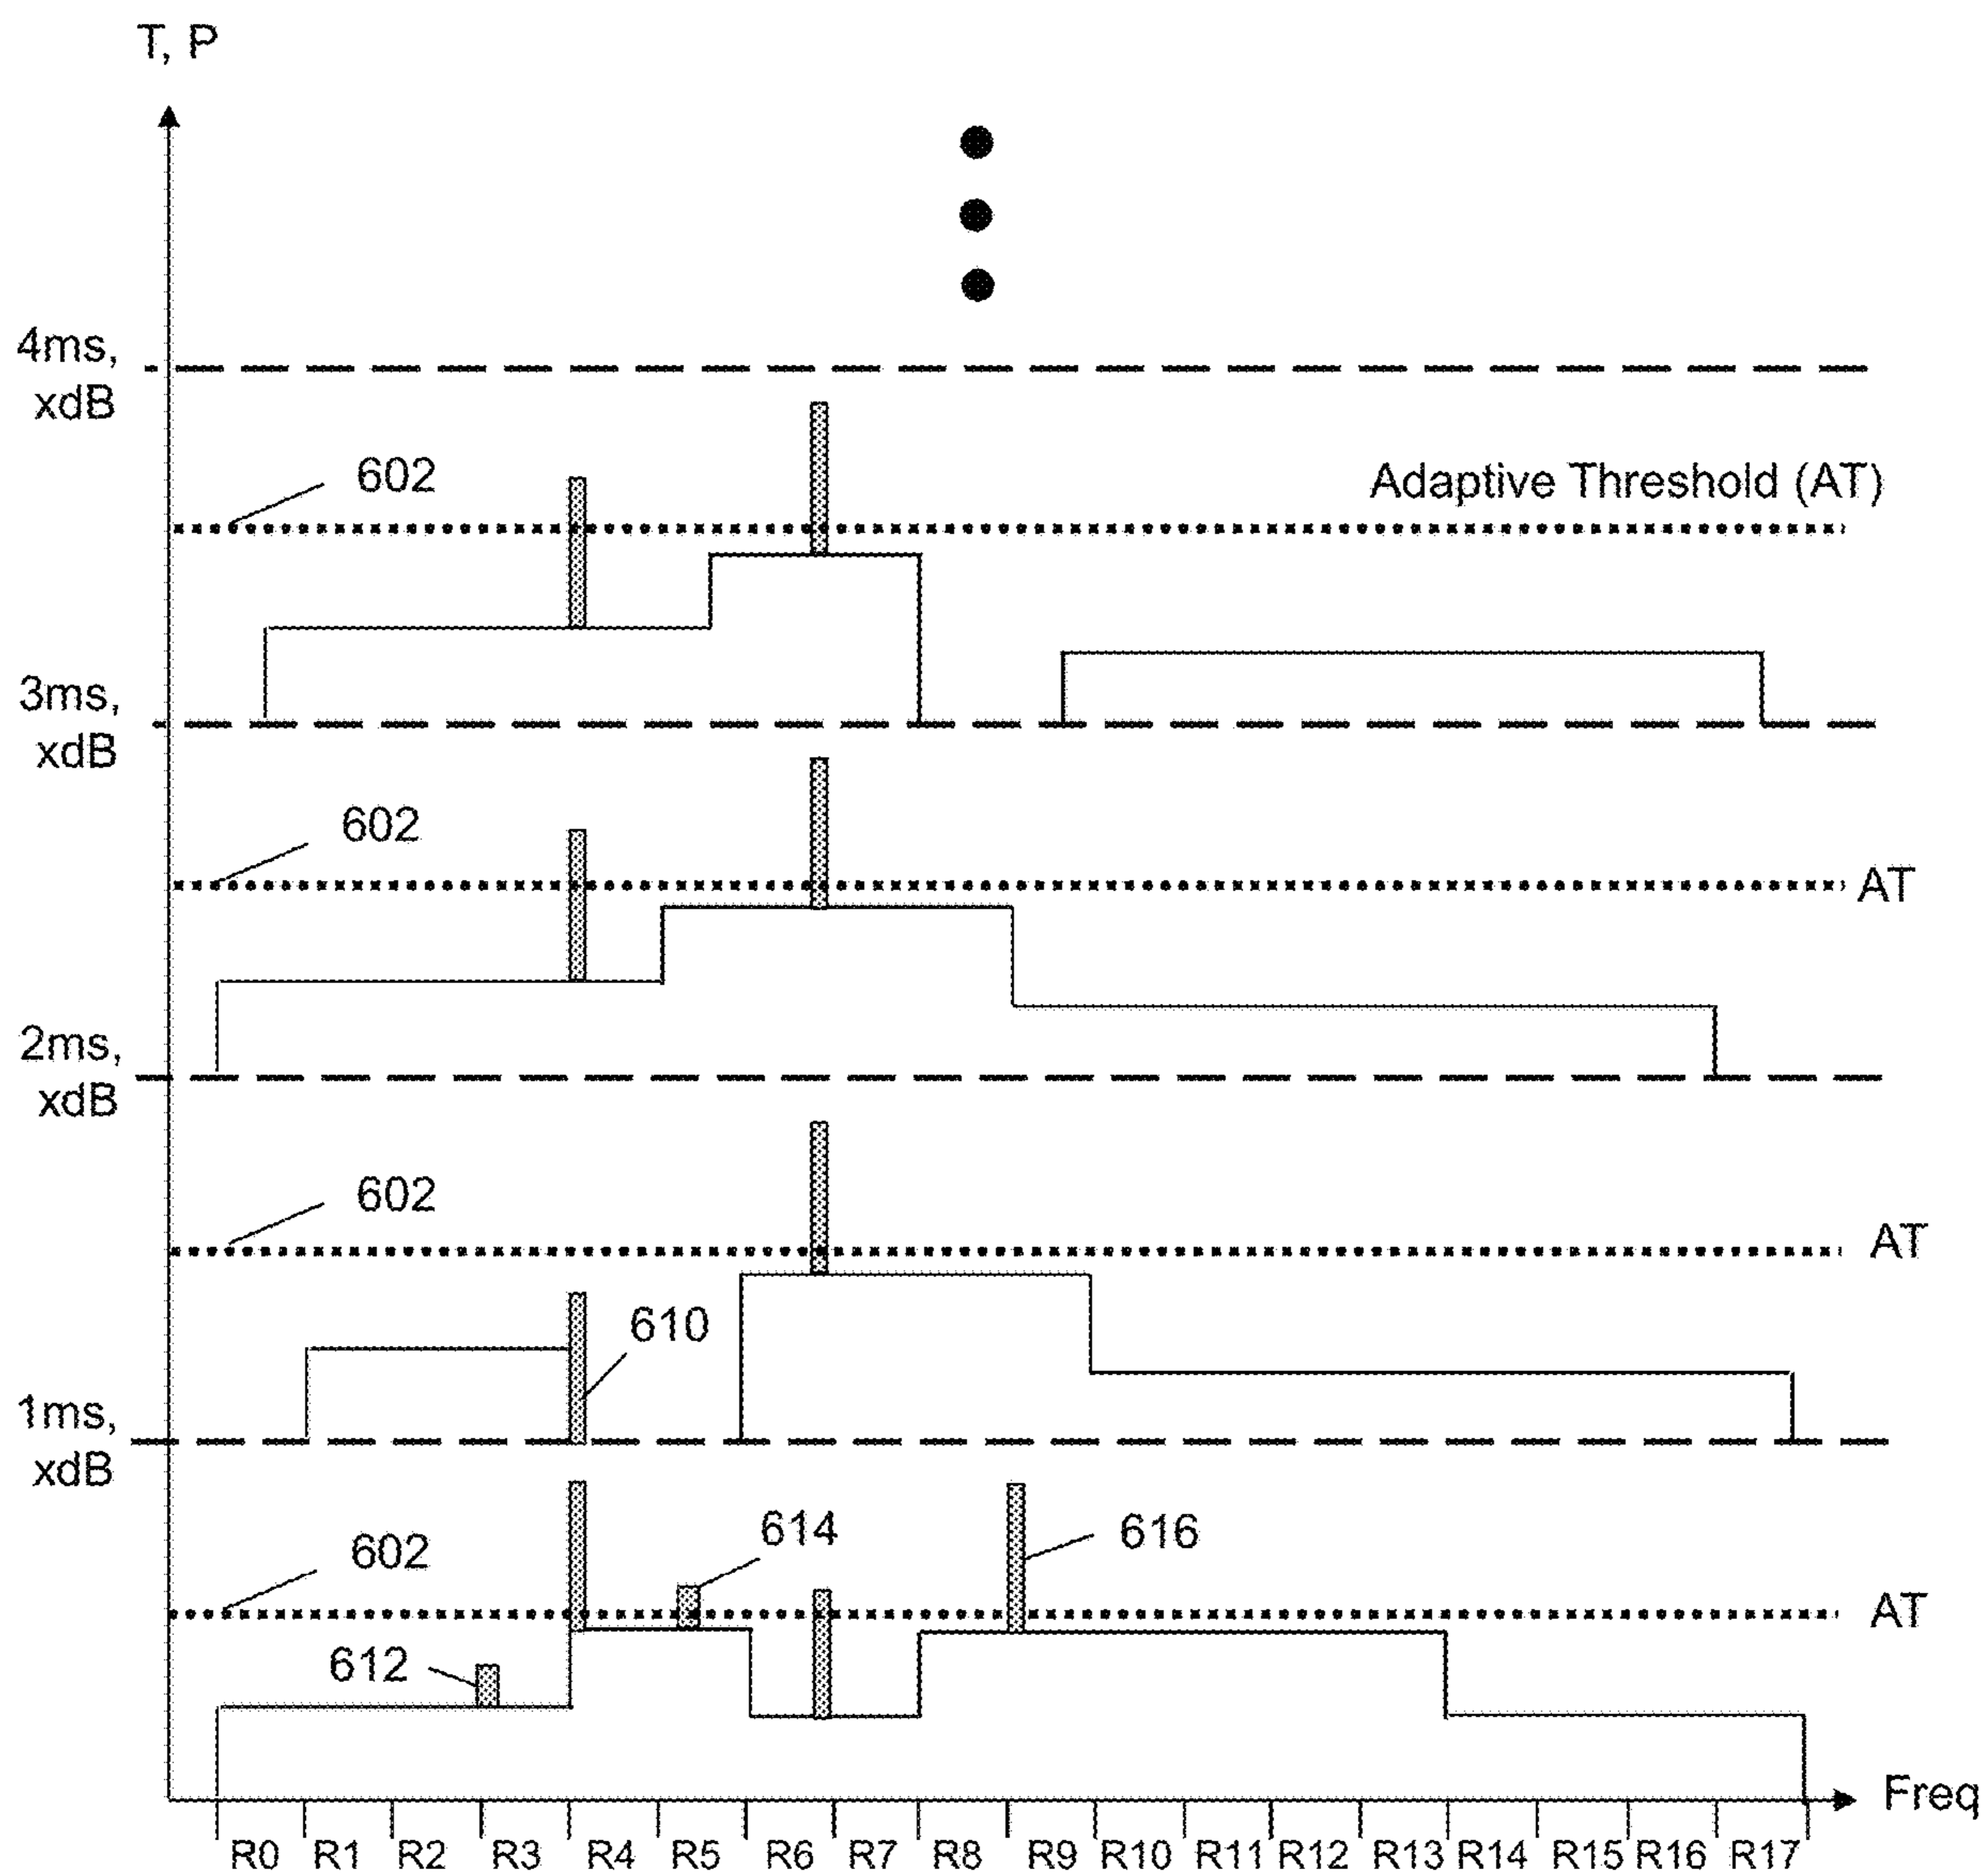 T, P
4ms,
xdB
602
Adaptive Threshold (AT)
3ms,
xdB
602
AT
2ms,
xdB
602
AT
610
1ms,
xdB
602
614
616
AT
612
Freq
R0 R1 R2 R3 R4 R5 R6 R7 R8 R9 R10 R11 R12 R13 R14 R15 R16 R17